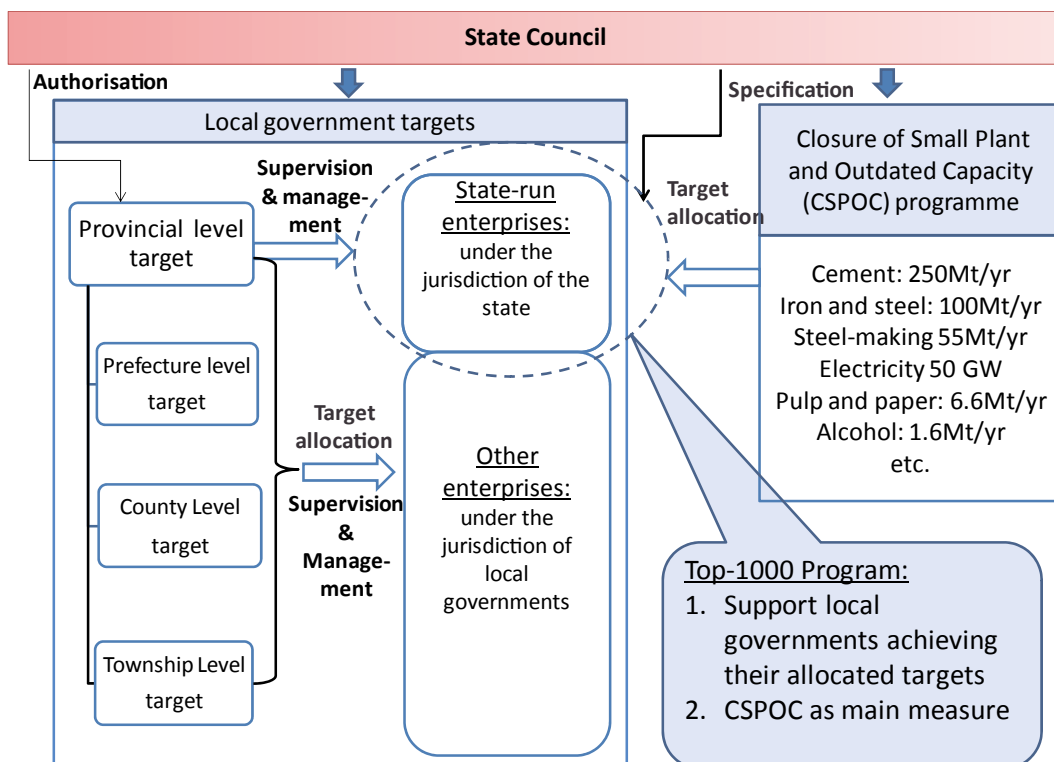 State Council
Authorisation
Specification
Local government targets
Closure of Small Plant
and Outdated Capacity
(CSPOC) programme
Supervision
& manage-
ment
State-run
enterprises:
under the
jurisdiction of the
state
Target
allocation
Provincial level
target
Cement: 250Mt/yr
Iron and steel: 100Mt/yr
Steel-making 55Mt/yr
Electricity 50 GW
Pulp and paper: 6.6Mt/yr
Alcohol: 1.6Mt/yr
etc.
Prefecture level
target
Target
allocation
Supervision
&
Manage-
ment
Other
enterprises:
under the
jurisdiction of
local
governments
County Level
target
Township Level
target
Top-1000 Program:
1. Support local
governments achieving
their allocated targets
2. CSPOC as main measure